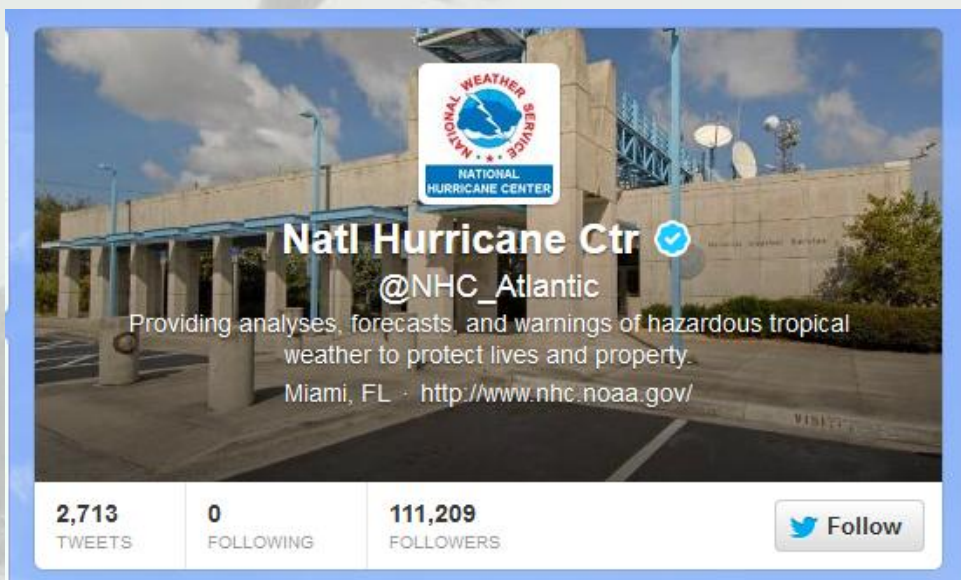 NATIONAL WEATHER SERVICE
NATIONAL
HURRICANE CENTER
Natl Hurricane Ctr
@NHC_Atlantic
Providing analyses, forecasts, and warnings of hazardous tropical
weather to protect lives and property.
Miami, FL · http://www.nhc.noaa.gov/
2,713
TWEETS
0
FOLLOWING
111,209
FOLLOWERS
Follow